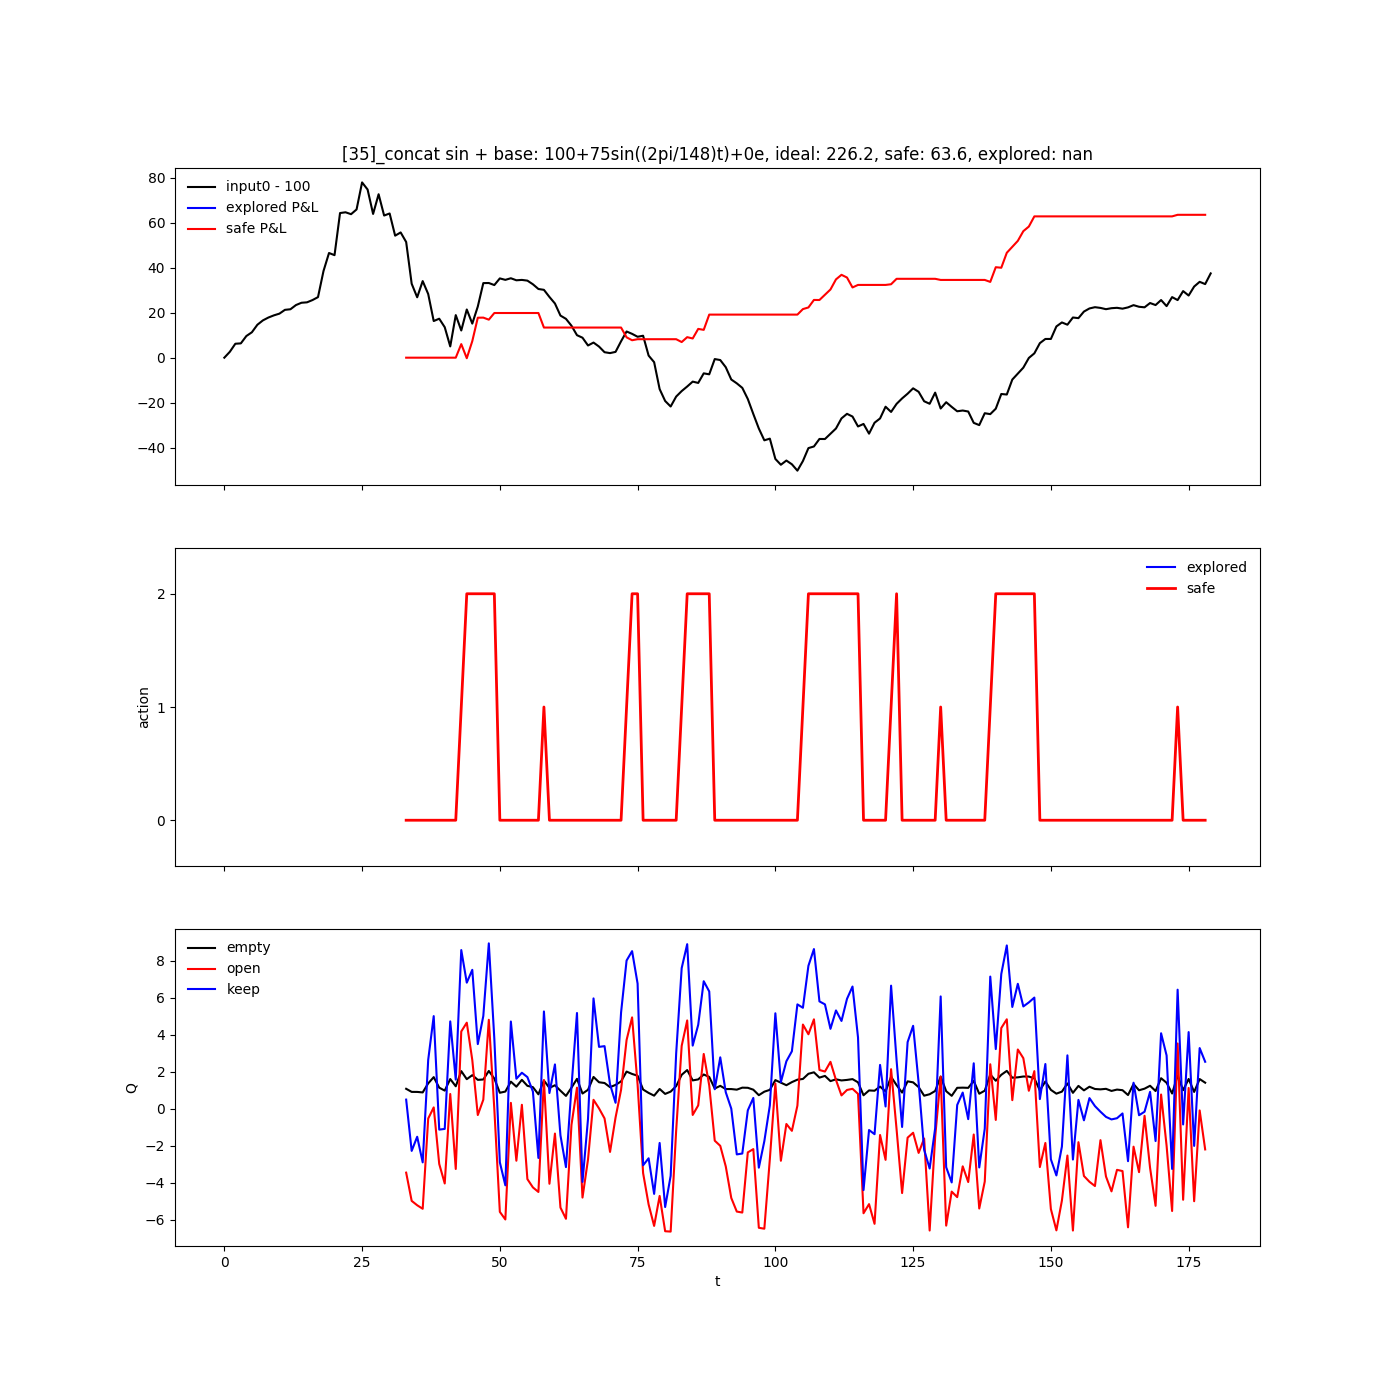 [35]_concat sin + base: 100+75sin((2pi/148)t)+0e, ideal: 226.2, safe: 63.6, explored: nan
80
60
40
20
0
−20
−40
input0 - 100
explored P&L
safe P&L
action
2
1
0
explored
safe
Q
8
6
4
2
0
−2
−4
−6
empty
open
keep
0 25 50 75 100 125 150 175
t